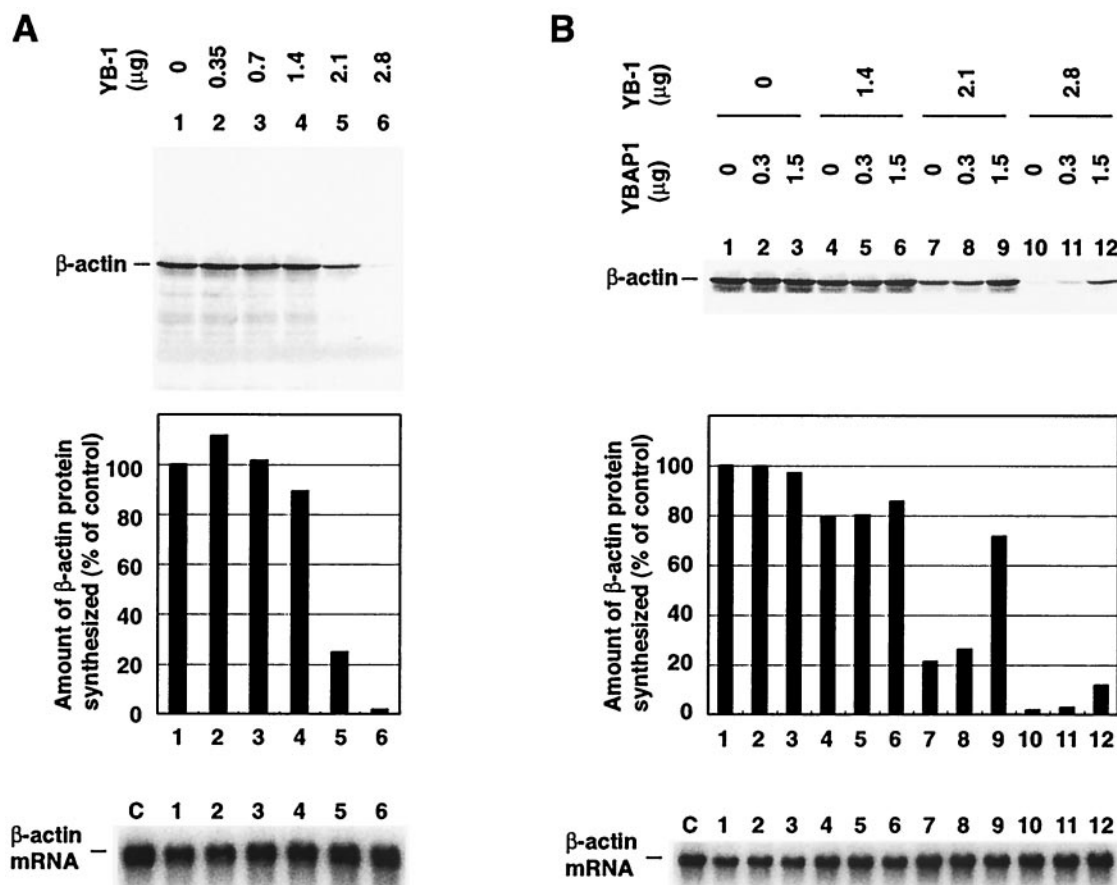 A
YB-1
(μg)
0 0.35 0.7 1.4 2.1 2.8
1 2 3 4 5 6
β-actin
Amount of β-actin protein
synthesized (% of control)
100
80
60
40
20
0
1 2 3 4 5 6
C 1 2 3 4 5 6
β-actin
mRNA
B
YB-1
(μg)
0 1.4 2.1 2.8
YBAP1
(μg)
0 0.3 1.5 0 0.3 1.5 0 0.3 1.5 0 0.3 1.5
1 2 3 4 5 6 7 8 9 10 11 12
β-actin
Amount of β-actin protein
synthesized (% of control)
100
80
60
40
20
0
1 2 3 4 5 6 7 8 9 10 11 12
C 1 2 3 4 5 6 7 8 9 10 11 12
β-actin
mRNA